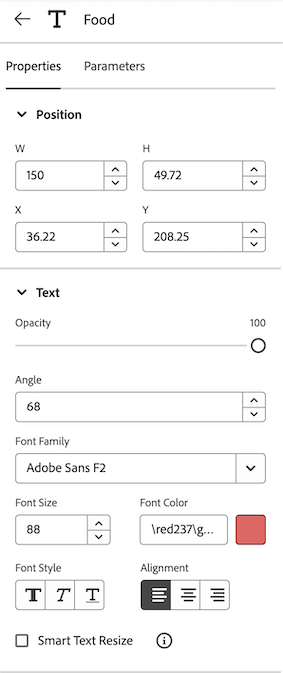 Food
Properties Parameters
Position
W H
150 49.72
X Y
36.22 208.25
Text
Opacity 100
Angle
68
Font Family
Adobe Sans F2
Font Size Font Color
88 \red237\g...
Font Style Alignment
T T T
Smart Text Resize